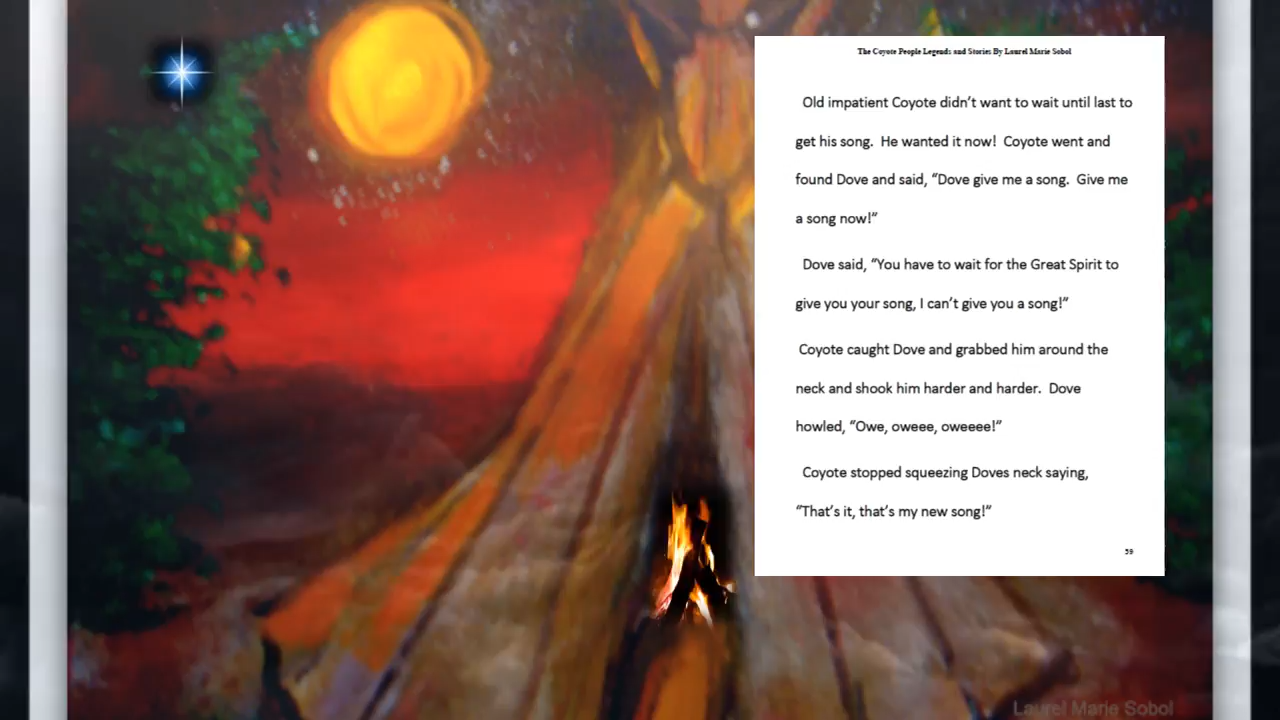 The Coyote People Legends and Stories By Laurel Marie Sobol
Old impatient Coyote didn’t want to wait until last to
get his song.  He wanted it now!  Coyote went and
found Dove and said, “Dove give me a song.  Give me
a song now!”
Dove said, “You have to wait for the Great Spirit to
give you your song, I can’t give you a song!”
Coyote caught Dove and grabbed him around the
neck and shook him harder and harder.  Dove
howled, “Owe, oweee, oweeee!”
Coyote stopped squeezing Doves neck saying,
“That’s it, that’s my new song!”
59
Laurel Marie Sobol